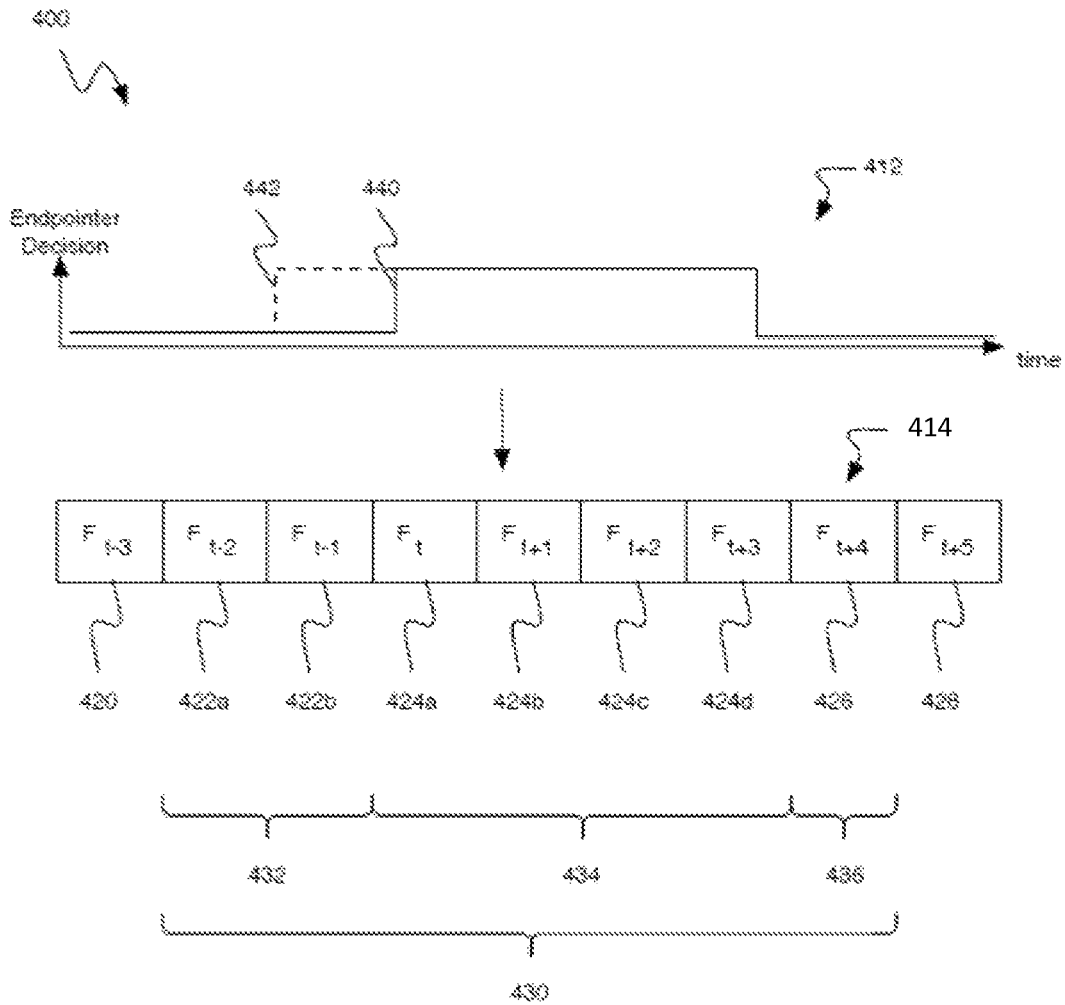 400
442 440 412
Endpointer
Decision
time
414
F t-3 F t-2 F t-1 F t F t+1 F t+2 F t+3 F t+4 F t+5
420 422a 422b 424a 424b 424c 424d 426 428
432 434 436
430